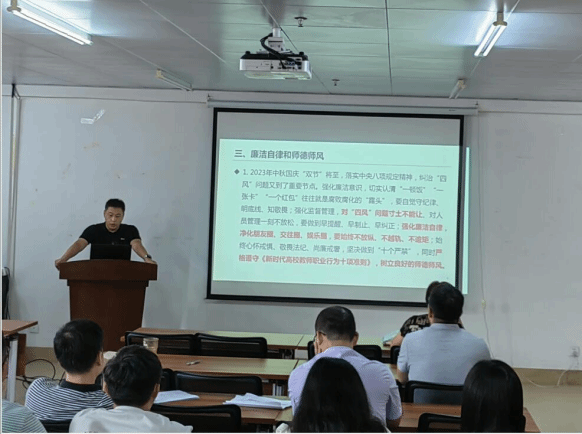 三、廉洁自律和师德师风
◆ 1. 2023年中秋国庆“双节”将至,落实中央八项规定精神,纠治“四
风”问题又到了重要节点。强化廉洁意识,切实认清“一顿饭”“一
张卡”“一个红包”往往就是腐败腐化的“露头”,要自觉守纪律、
明底线、知敬畏;强化监督管理,对“四风”问题寸土不能让,对人
员管理一刻不放松,要做到早提醒、早制止、早纠正;强化廉洁自律,
净化朋友圈、交往圈、娱乐圈,要始终不放纵、不越轨、不逾矩;始
终心怀戒惧、敬畏法纪、尚廉戒奢,坚决做到“十个严禁”,同时严
格遵守《新时代高校教师职业行为十项准则》,树立良好的师德师风。